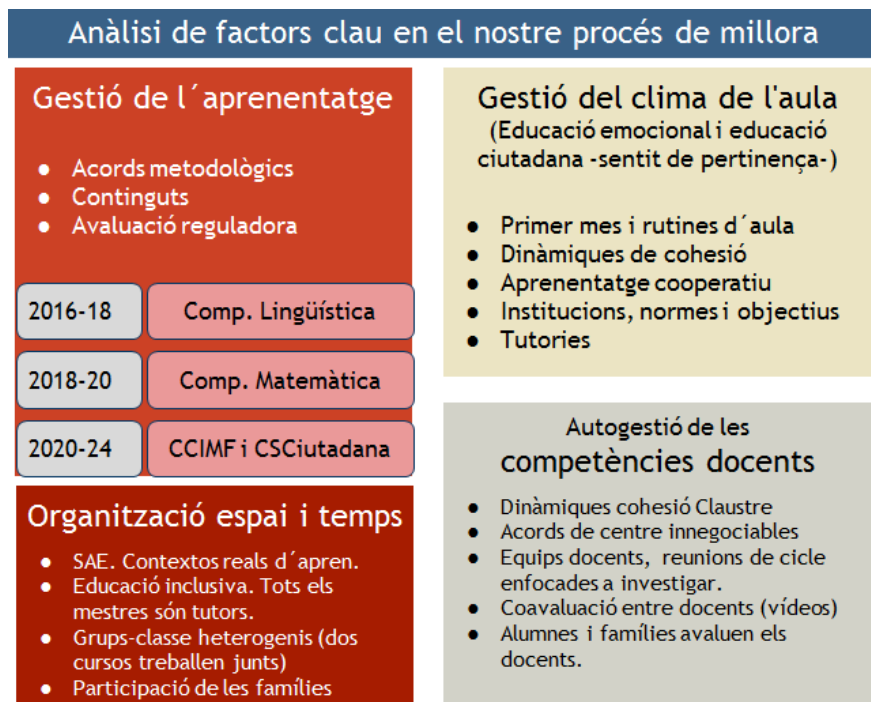 Anàlisi de factors clau en el nostre procés de millora
Gestió de l´aprenentatge
● Acords metodològics
● Continguts
● Avaluació reguladora
2016-18 Comp. Lingüística
2018-20 Comp. Matemàtica
2020-24 CCIMF i CSCiutadana
Organització espai i temps
● SAE. Contextos reals d´apren.
● Educació inclusiva. Tots els
mestres són tutors.
● Grups-classe heterogenis (dos
cursos treballen junts)
● Participació de les famílies
Gestió del clima de l'aula
(Educació emocional i educació
ciutadana -sentit de pertinença-)
● Primer mes i rutines d´aula
● Dinàmiques de cohesió
● Aprenentatge cooperatiu
● Institucions, normes i objectius
● Tutories
Autogestió de les
competències docents
● Dinàmiques cohesió Claustre
● Acords de centre innegociables
● Equips docents, reunions de cicle
enfocades a investigar.
● Coavaluació entre docents (vídeos)
● Alumnes i famílies avaluen els
docents.